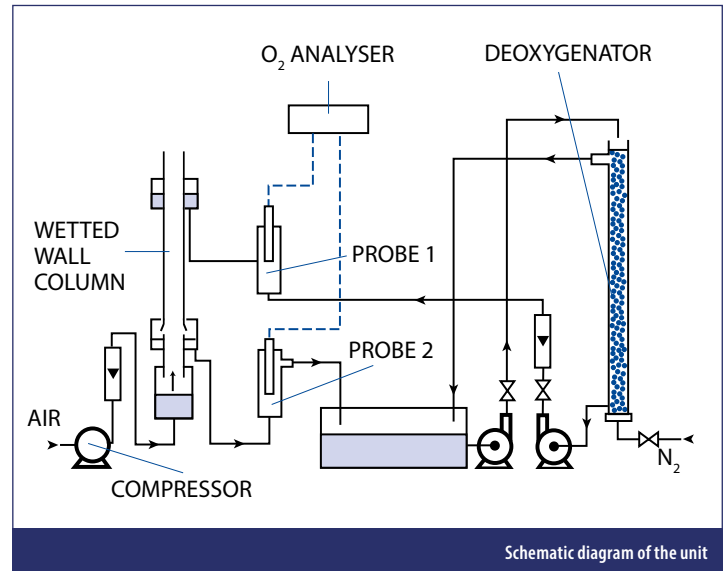 O₂ ANALYSER
DEOXYGENATOR
WETTED
WALL
COLUMN
PROBE 1
PROBE 2
AIR
COMPRESSOR
N₂
Schematic diagram of the unit